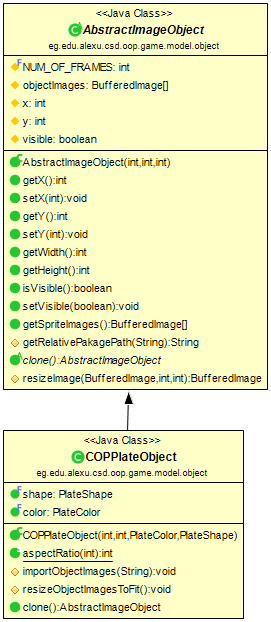 <<Java Class>>
AbstractImageObject
eg.edu.alexu.csd.oop.game.model.object
NUM_OF_FRAMES: int
objectImages: BufferedImage[]
x: int
y: int
visible: boolean
AbstractImageObject(int,int,int)
getX():int
setX(int):void
getY():int
setY(int):void
getWidth():int
getHeight():int
isVisible():boolean
setVisible(boolean):void
getSpriteImages():BufferedImage[]
getRelativePakagePath(String):String
clone():AbstractImageObject
resizeImage(BufferedImage,int,int):BufferedImage
<<Java Class>>
COPPlateObject
eg.edu.alexu.csd.oop.game.model.object
shape: PlateShape
color: PlateColor
COPPlateObject(int,int,PlateColor,PlateShape)
aspectRatio(int):int
importObjectImages(String):void
resizeObjectImagesToFit():void
clone():AbstractImageObject